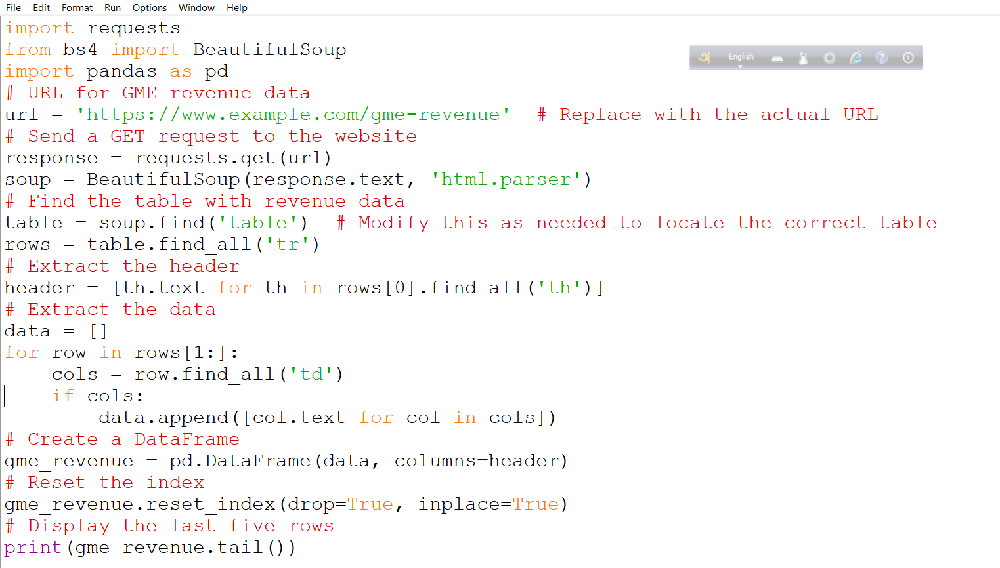 File Edit Format Run Options Window Help
import requests
from bs4 import BeautifulSoup
English
import pandas as pd
# URL for GME revenue data
url = 'https://www.example.com/gme-revenue'  # Replace with the actual URL
# Send a GET request to the website
response = requests.get(url)
soup = BeautifulSoup(response.text, 'html.parser')
# Find the table with revenue data
table = soup.find('table')  # Modify this as needed to locate the correct table
rows = table.find_all('tr')
# Extract the header
header = [th.text for th in rows[0].find_all('th')]
# Extract the data
data = []
for row in rows[1:]:
    cols = row.find_all('td')
    if cols:
        data.append([col.text for col in cols])
# Create a DataFrame
gme_revenue = pd.DataFrame(data, columns=header)
# Reset the index
gme_revenue.reset_index(drop=True, inplace=True)
# Display the last five rows
print(gme_revenue.tail())